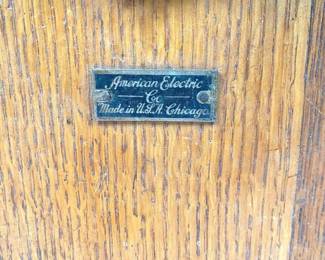 American Electric
Co
Made in U.S.A. Chicago